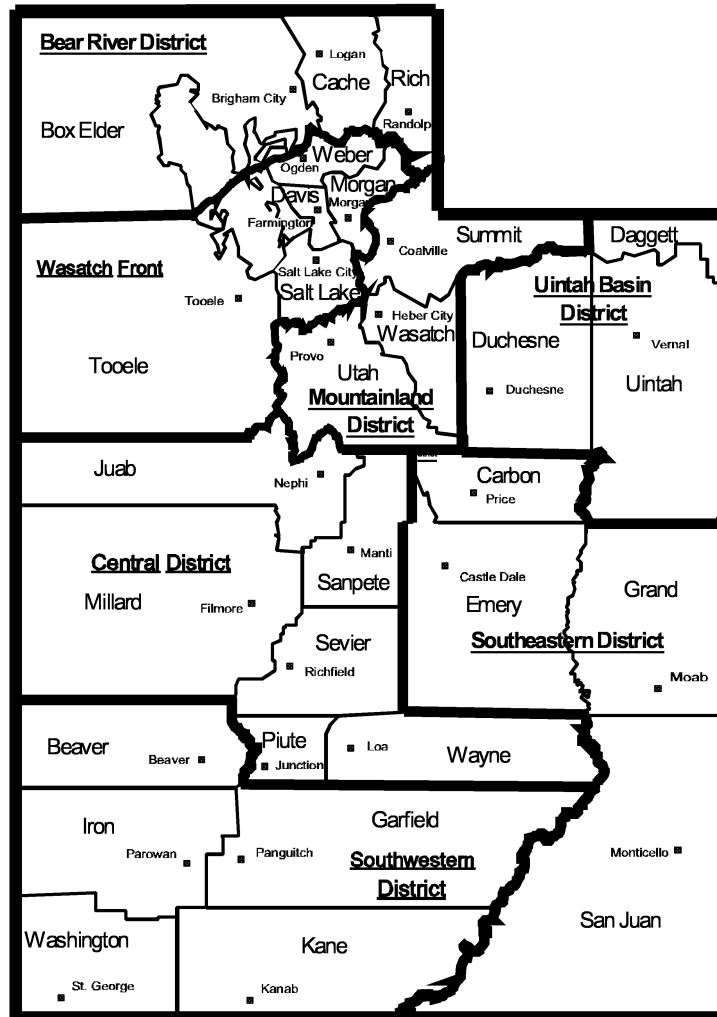 Bear River District
Logan
Cache
Rich
Brigham City
Box Elder
Randolp
Weber
Ogden
Morgan
Davis
Morgan
Farmington
Summit
Daggett
Coalville
Wasatch Front
Salt Lake City
Salt Lake
Uintah Basin
District
Tooele
Heber City
Wasatch
Duchesne
Vernal
Provo
Tooele
Utah
Uintah
Mountainland
District
Duchesne
Juab
Nephi
Carbon
Price
Central District
Manti
Castle Dale
Millard
Sanpete
Filmore
Emery
Grand
Sevier
Southeastern District
Richfield
Moab
Beaver
Piute
Loa
Wayne
Beaver
Junction
Iron
Garfield
Parowan
Panguitch
Southwestern
District
Monticello
Washington
Kane
San Juan
St. George
Kanab